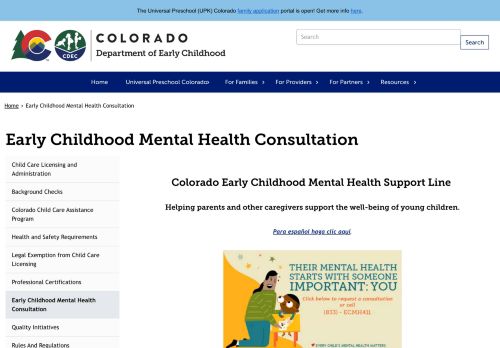 The Universal Preschool (UPK) Colorado family application portal is open! Get more info here.
COLORADO
Department of Early Childhood
CDEC
Search
Search
Home
Universal Preschool Colorado
For Families
For Providers
For Partners
Resources
Home › Early Childhood Mental Health Consultation
Early Childhood Mental Health Consultation
Child Care Licensing and
Administration
Background Checks
Colorado Child Care Assistance
Program
Health and Safety Requirements
Legal Exemption from Child Care
Licensing
Professional Certifications
Early Childhood Mental Health
Consultation
Quality Initiatives
Rules and Regulations
Colorado Early Childhood Mental Health Support Line
Helping parents and other caregivers support the well-being of young children.
Para español haga clic aquí.
THEIR MENTAL HEALTH
STARTS WITH SOMEONE
IMPORTANT: YOU
Click below to request a consultation
or call
(833) - ECMH411
EVERY CHILD'S MENTAL HEALTH MATTERS